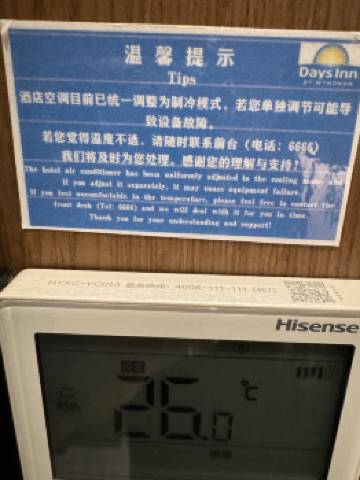 温馨提示
Tips
Days Inn
BY WYNDHAM
酒店空调目前已统一调整为制冷模式，若您单独调节可能导
致设备故障。
若您觉得温度不适，请随时联系前台（电话：6666）
我们将及时为您处理。感谢您的理解与支持！
The hotel air conditioner has been uniformly adjusted to the cooling mode, and
if you adjust it separately, it may cause equipment failure.
If you feel uncomfortable in the temperature, please feel free to contact the
front desk (Tel: 6666) and we will deal with it for you in time.
Thank you for your understanding and support!
Hisense
26.0 ℃